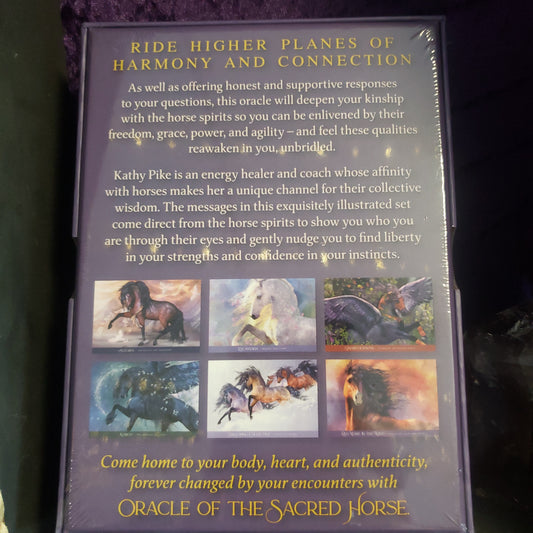 RIDE HIGHER PLANES OF
HARMONY AND CONNECTION
As well as offering honest and supportive responses
to your questions, this oracle will deepen your kinship
with the horse spirits so you can be enlivened by their
freedom, grace, power, and agility – and feel these qualities
reawaken in you, unbridled.
Kathy Pike is an energy healer and coach whose affinity
with horses makes her a unique channel for their collective
wisdom. The messages in this exquisitely illustrated set
come direct from the horse spirits to show you who you
are through their eyes and gently nudge you to find liberty
in your strengths and confidence in your instincts.
Come home to your body, heart, and authenticity,
forever changed by your encounters with
ORACLE OF THE SACRED HORSE.